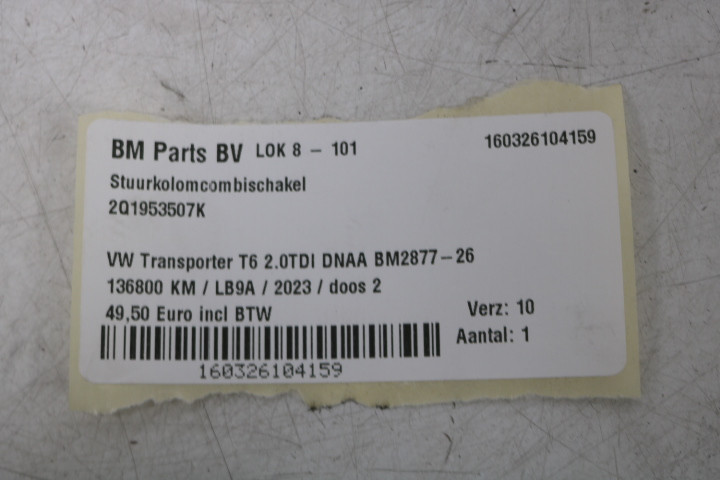 BM Parts BV LOK 8 - 101 160326104159
Stuurkolomcombischakel
2Q1953507K
VW Transporter T6 2.0TDI DNAA BM2877-26
136800 KM / LB9A / 2023 / doos 2
49,50 Euro incl BTW Verz: 10
Aantal: 1
160326104159